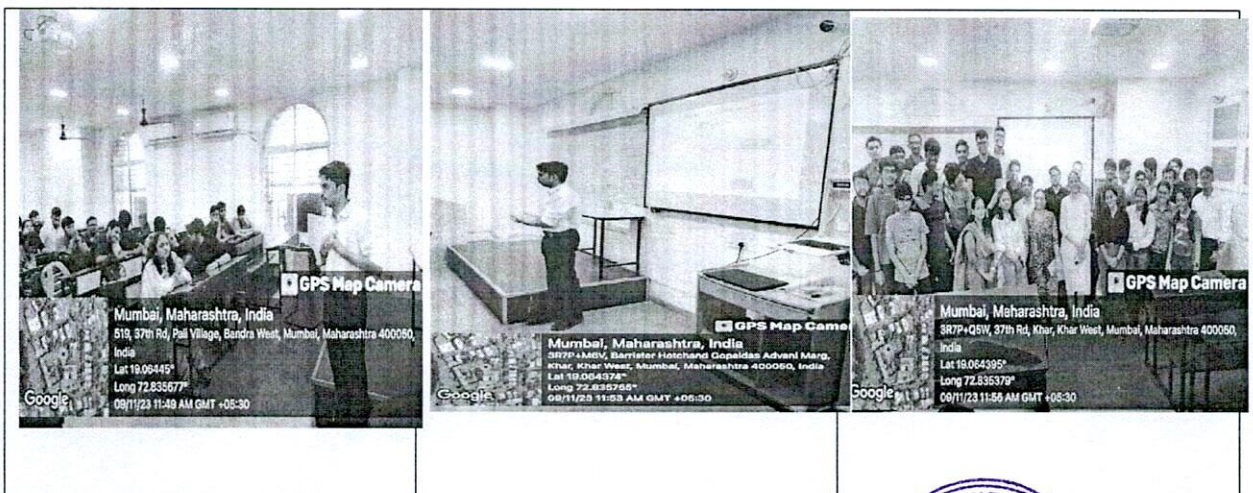 GPS Map Camera
Mumbai, Maharashtra, India
519, 37th Rd, Pali Village, Bandra West, Mumbai, Maharashtra 400050,
India
Lat 19.06445°
Long 72.835677°
09/11/23 11:49 AM GMT +05:30
Google
GPS Map Came
Mumbai, Maharashtra, India
3R7P+M6V, Barrister Hotchand Gopaldas Advani Marg,
Khar, Khar West, Mumbai, Maharashtra 400050, India
Lat 19.064374°
Long 72.835765°
09/11/23 11:53 AM GMT +05:30
Google
GPS Map Camera
Mumbai, Maharashtra, India
3R7P+Q5W, 37th Rd, Khar, Khar West, Mumbai, Maharashtra 400050,
India
Lat 19.064395°
Long 72.835379°
09/11/23 11:56 AM GMT +05:30
Google